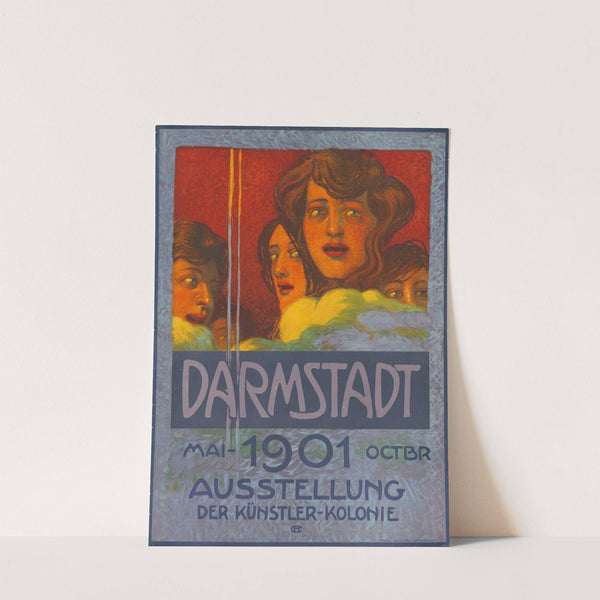 DARMSTADT
MAI- 1901 OCTBR
AUSSTELLUNG
DER KÜNSTLER-KOLONIE